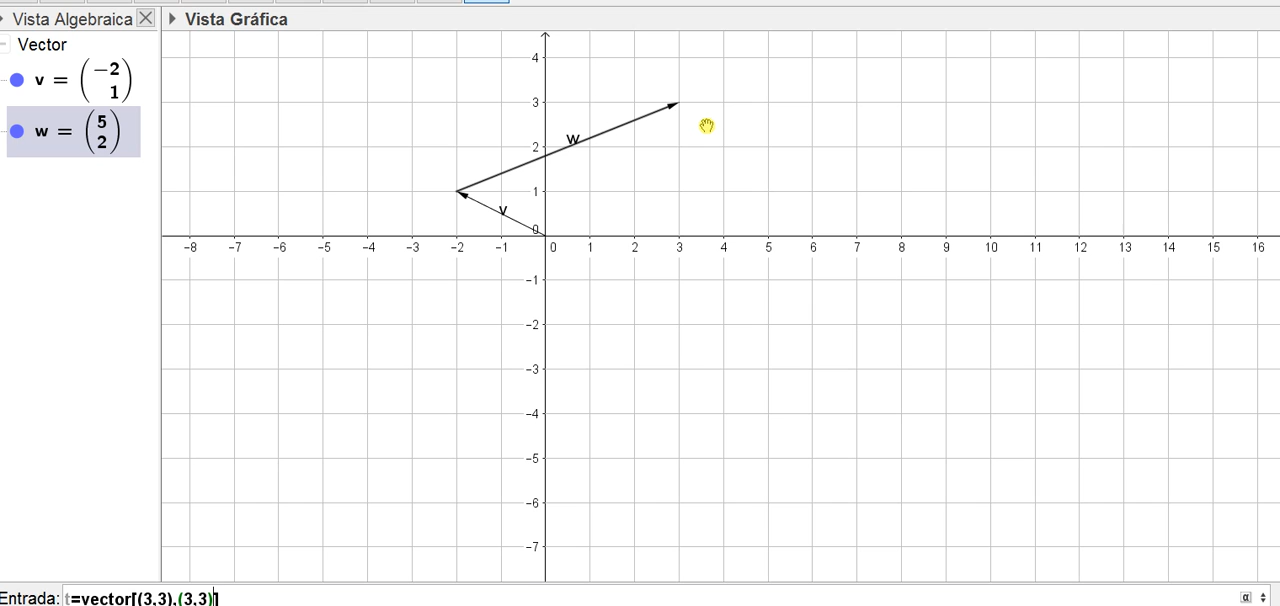 Vista Algebraica
Vista Gráfica
Vector
v = (−2 1)
w = (5 2)
4
3
w
2
1
v
0
−8 −7 −6 −5 −4 −3 −2 −1 0 1 2 3 4 5 6 7 8 9 10 11 12 13 14 15 16
−1
−2
−3
−4
−5
−6
−7
Entrada: t=vector[(3,3),(3,3)]
α